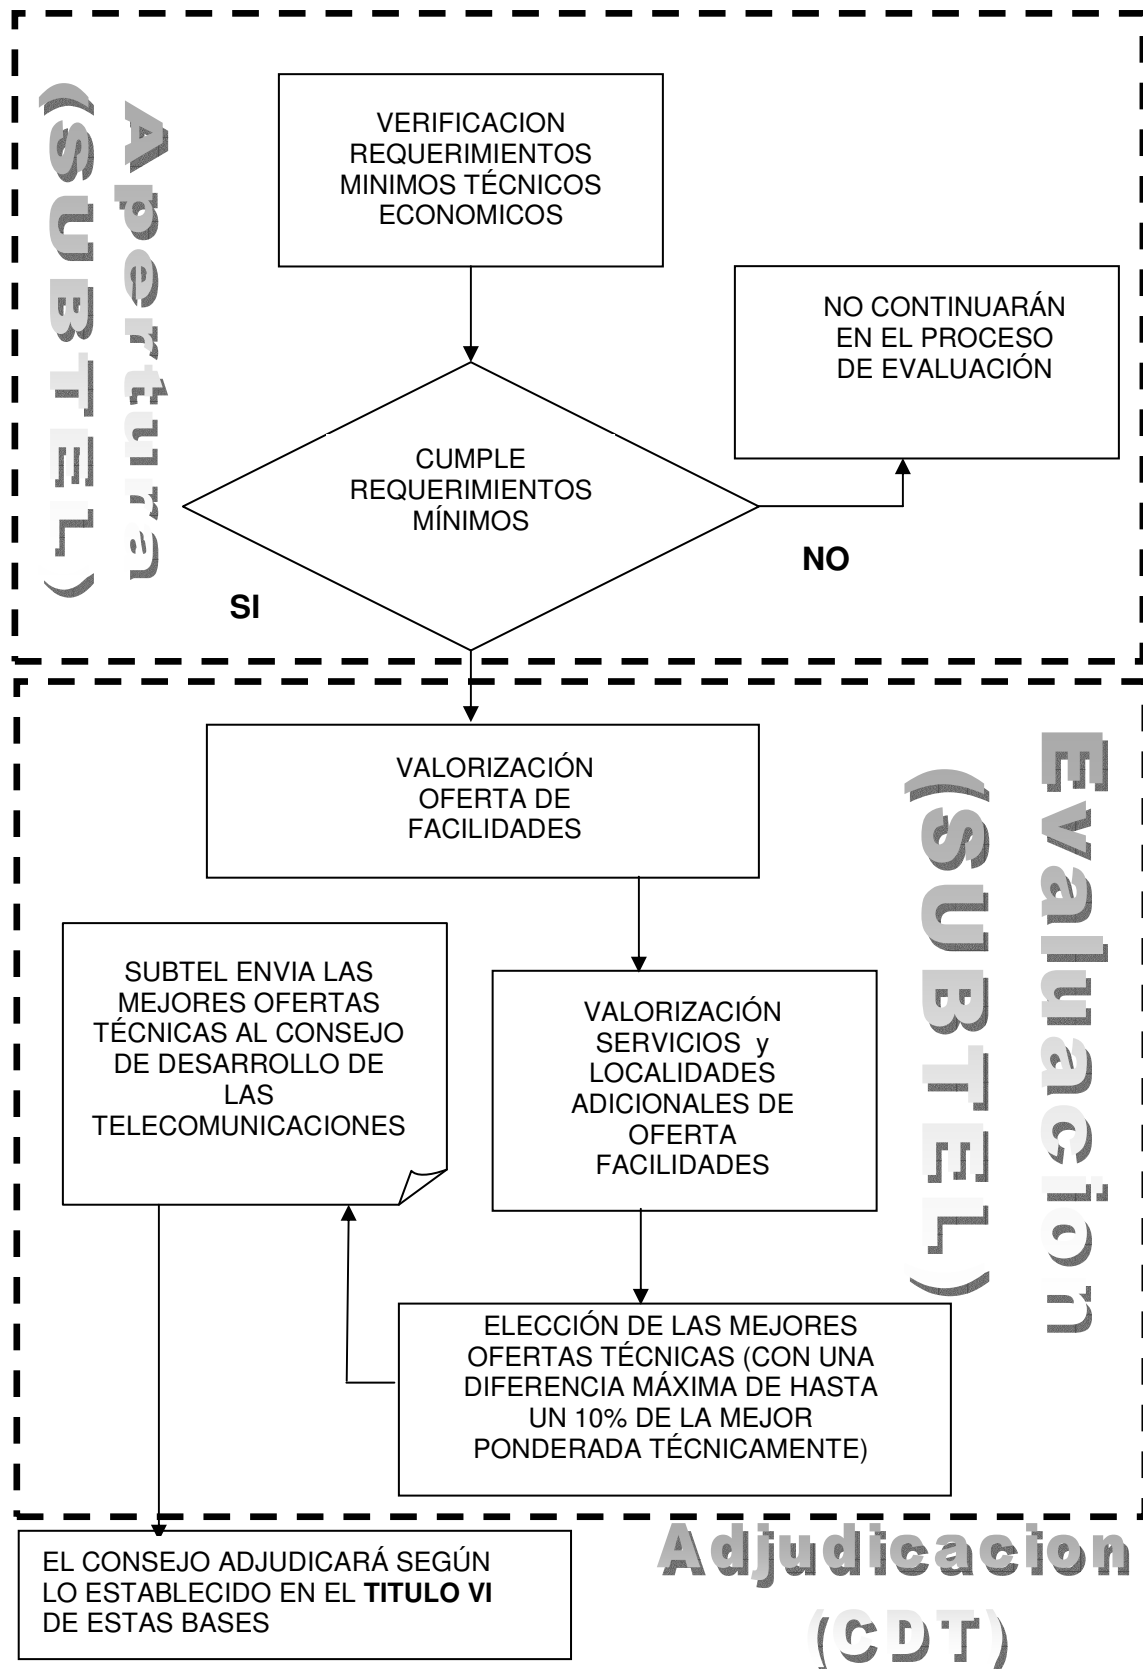 Apertura
(SUBTEL)
VERIFICACION
REQUERIMIENTOS
MINIMOS TÉCNICOS
ECONOMICOS
NO CONTINUARÁN
EN EL PROCESO
DE EVALUACIÓN
CUMPLE
REQUERIMIENTOS
MÍNIMOS
NO
SI
Evaluacion
(SUBTEL)
VALORIZACIÓN
OFERTA DE
FACILIDADES
VALORIZACIÓN
SERVICIOS y
LOCALIDADES
ADICIONALES DE
OFERTA
FACILIDADES
ELECCIÓN DE LAS MEJORES
OFERTAS TÉCNICAS (CON UNA
DIFERENCIA MÁXIMA DE HASTA
UN 10% DE LA MEJOR
PONDERADA TÉCNICAMENTE)
SUBTEL ENVIA LAS
MEJORES OFERTAS
TÉCNICAS AL CONSEJO
DE DESARROLLO DE
LAS
TELECOMUNICACIONES
Adjudicacion
(CDT)
EL CONSEJO ADJUDICARÁ SEGÚN
LO ESTABLECIDO EN EL TITULO VI
DE ESTAS BASES